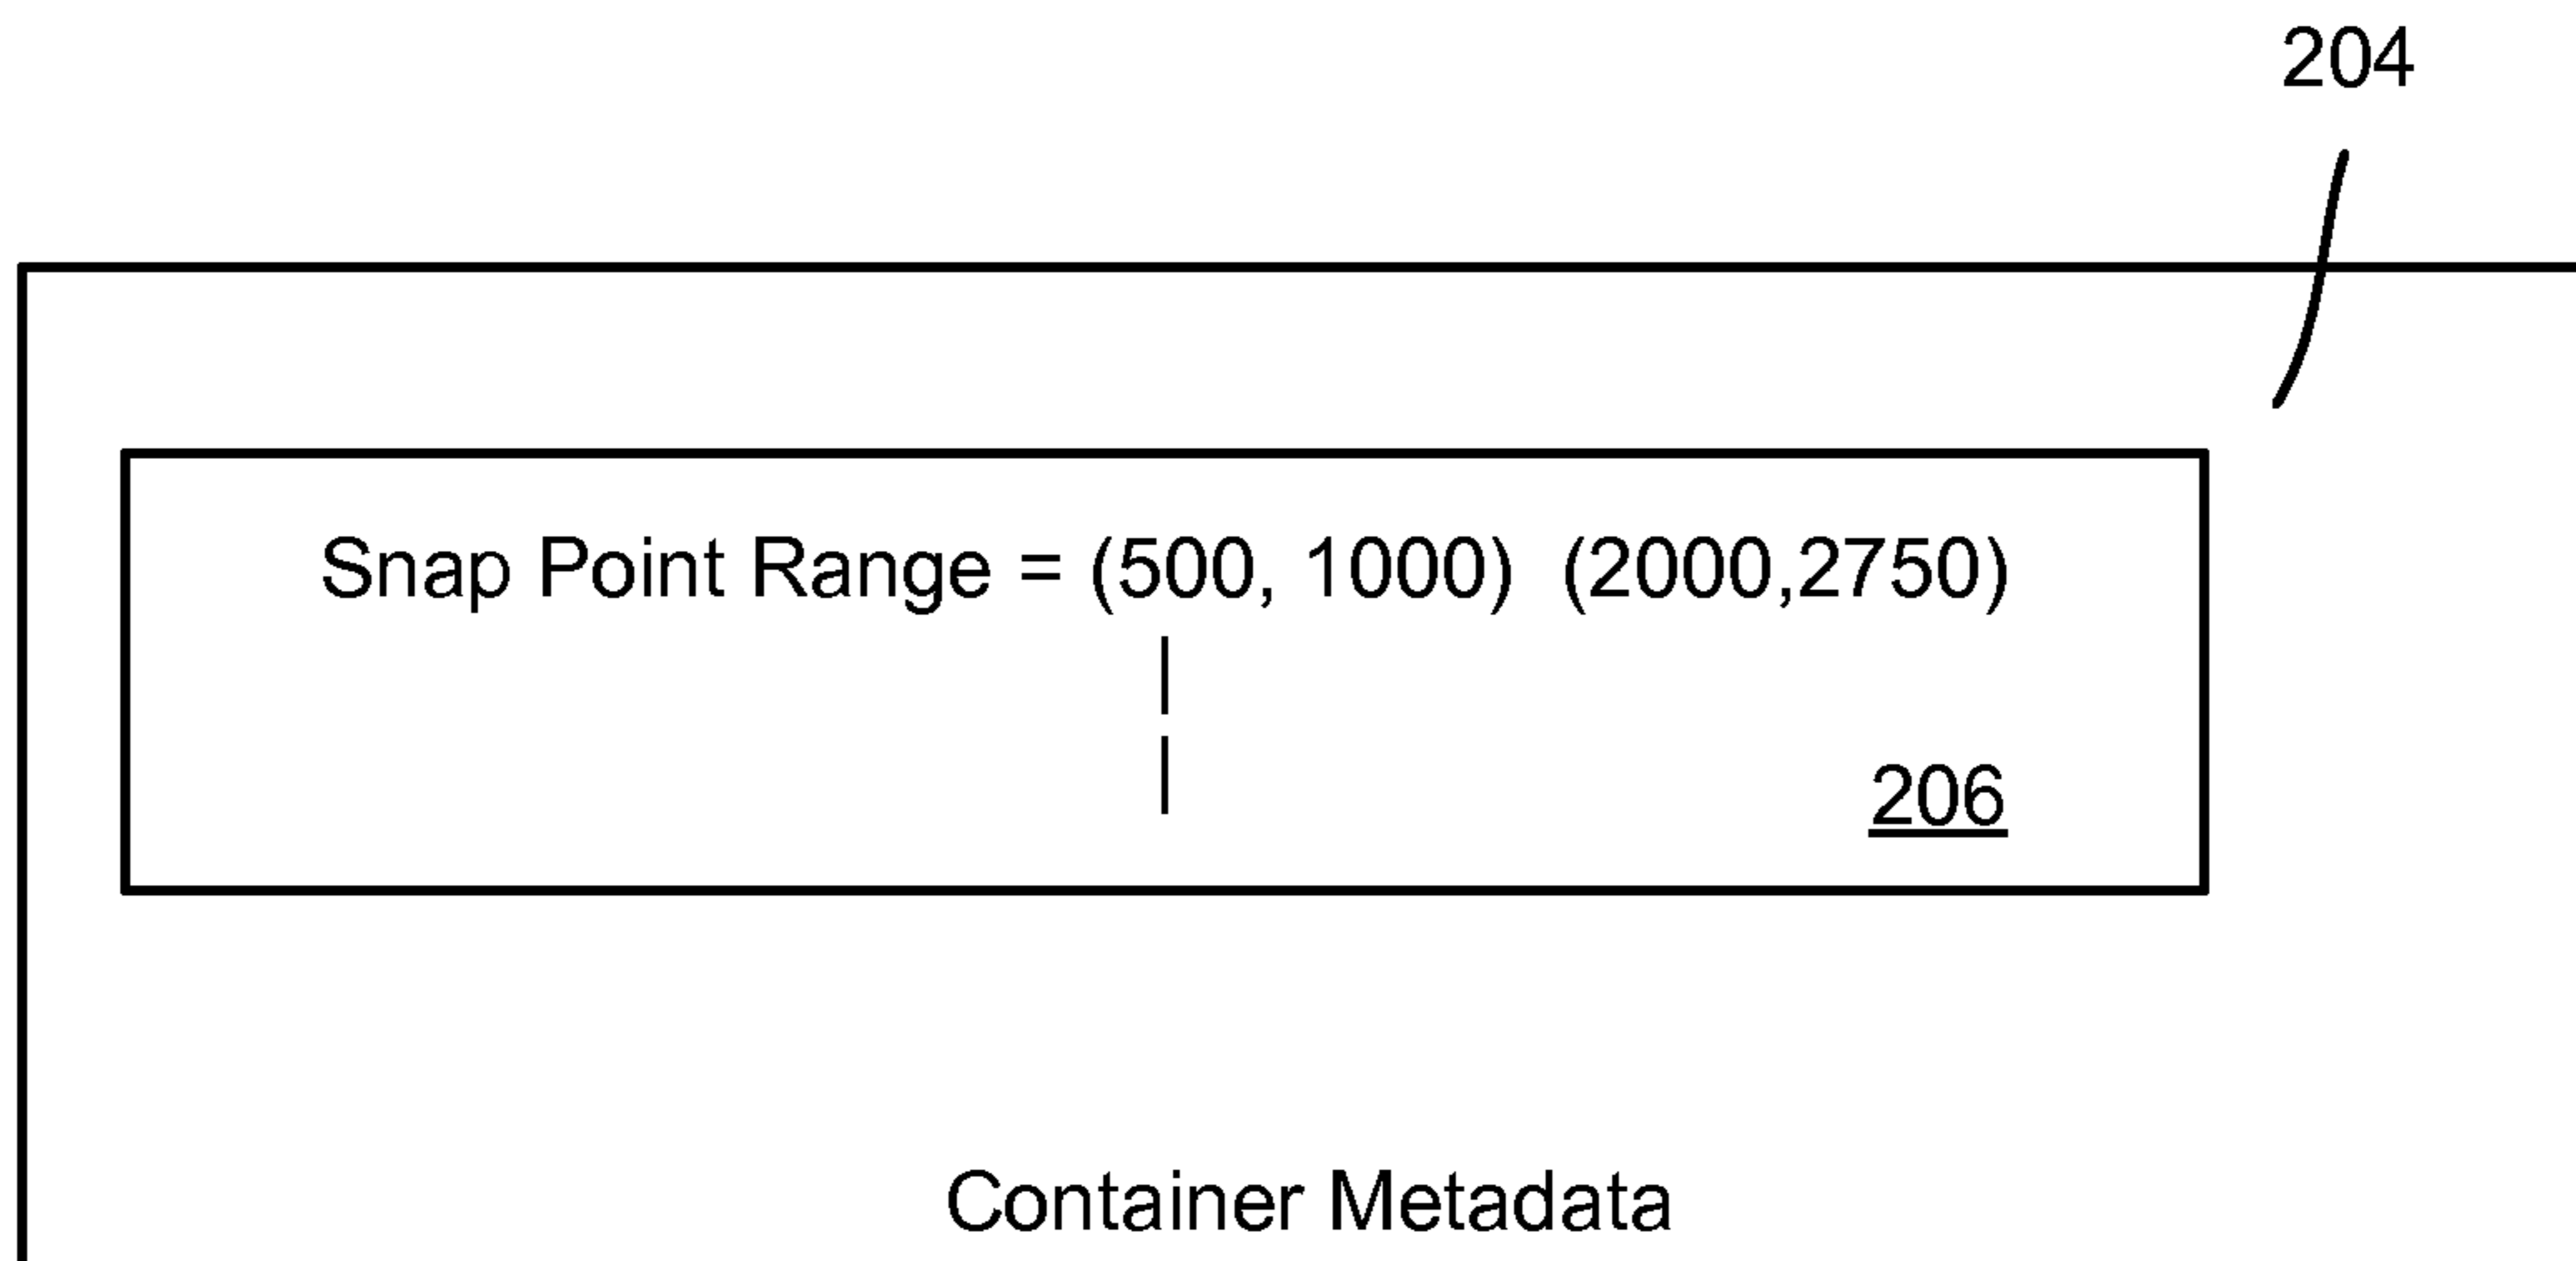 204
Snap Point Range = (500, 1000) (2000,2750)
206
Container Metadata